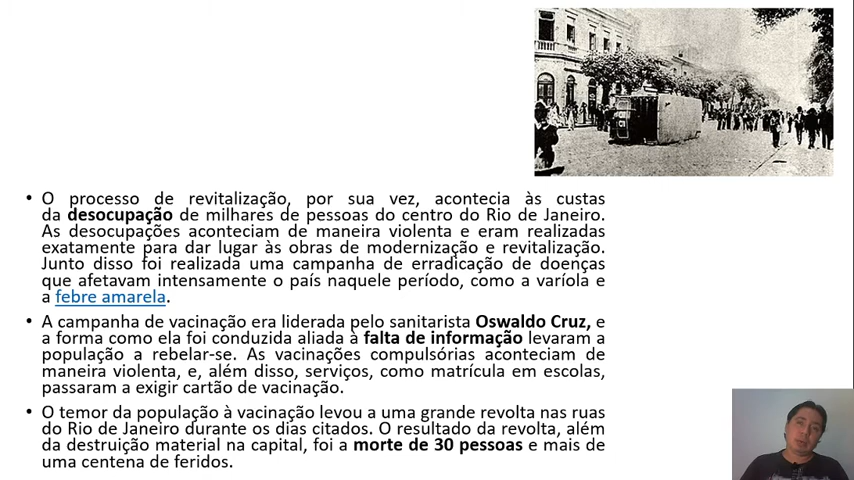 • O processo de revitalização, por sua vez, acontecia às custas
da desocupação de milhares de pessoas do centro do Rio de Janeiro.
As desocupações aconteciam de maneira violenta e eram realizadas
exatamente para dar lugar às obras de modernização e revitalização.
Junto disso foi realizada uma campanha de erradicação de doenças
que afetavam intensamente o país naquele período, como a varíola e
a febre amarela.
• A campanha de vacinação era liderada pelo sanitarista Oswaldo Cruz, e
a forma como ela foi conduzida aliada à falta de informação levaram a
população a rebelar-se. As vacinações compulsórias aconteciam de
maneira violenta, e, além disso, serviços, como matrícula em escolas,
passaram a exigir cartão de vacinação.
• O temor da população à vacinação levou a uma grande revolta nas ruas
do Rio de Janeiro durante os dias citados. O resultado da revolta, além
da destruição material na capital, foi a morte de 30 pessoas e mais de
uma centena de feridos.